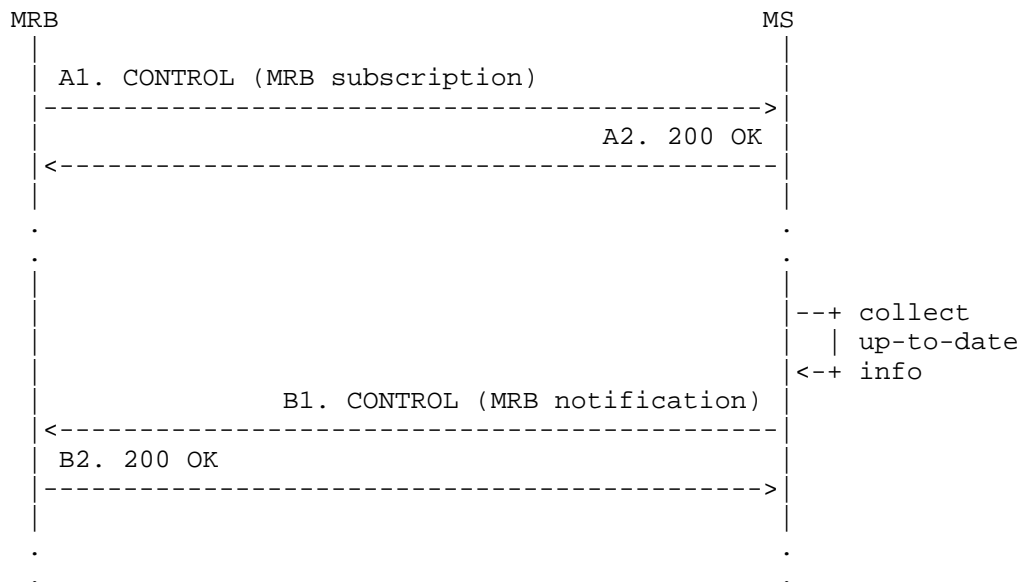 MRB MS
A1. CONTROL (MRB subscription)
A2. 200 OK
collect
up-to-date
info
B1. CONTROL (MRB notification)
B2. 200 OK